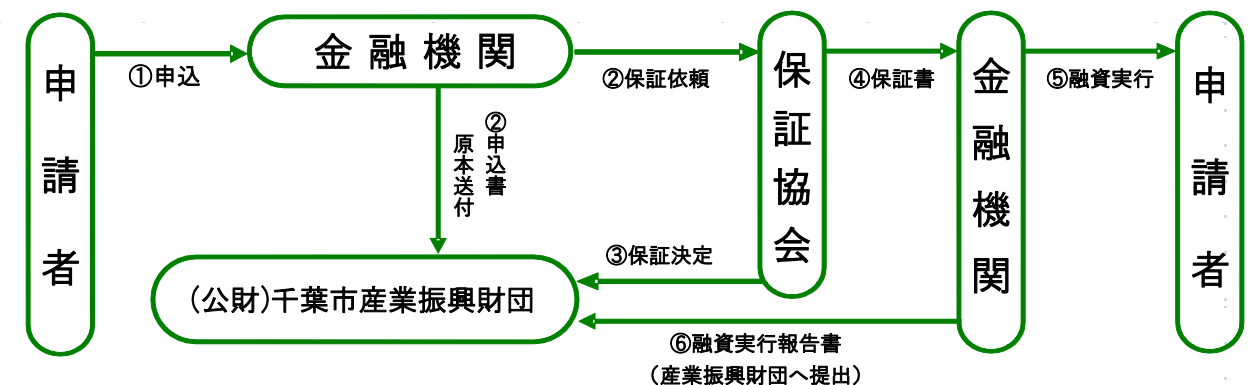 申請者
①申込
金融機関
②保証依頼
保証協会
④保証書
金融機関
⑤融資実行
申請者
②申込書
原本送付
③保証決定
(公財)千葉市産業振興財団
⑥融資実行報告書
(産業振興財団へ提出)